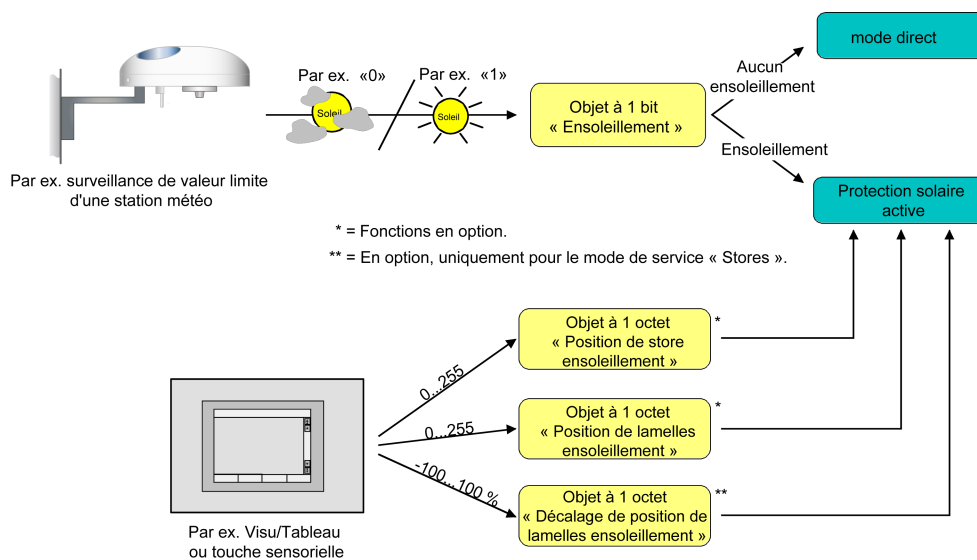 mode direct
Par ex. «0»
Par ex. «1»
Aucun
ensoleillement
Soleil
Soleil
Objet à 1 bit
« Ensoleillement »
Ensoleillement
Par ex. surveillance de valeur limite
d'une station météo
Protection solaire
active
* = Fonctions en option.
** = En option, uniquement pour le mode de service « Stores ».
Objet à 1 octet
« Position de store
ensoleillement »
*
0...255
Objet à 1 octet
« Position de lamelles
ensoleillement »
*
0...255
-100...100 %
Objet à 1 octet
« Décalage de position de
lamelles ensoleillement »
**
Par ex. Visu/Tableau
ou touche sensorielle